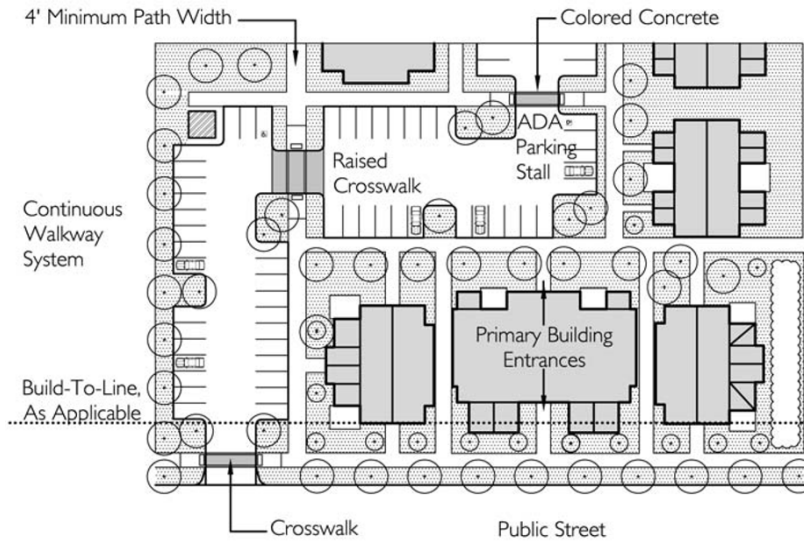 4' Minimum Path Width
Colored Concrete
ADA
Parking
Stall
Raised
Crosswalk
Continuous
Walkway
System
Primary Building
Entrances
Build-To-Line,
As Applicable
Crosswalk
Public Street